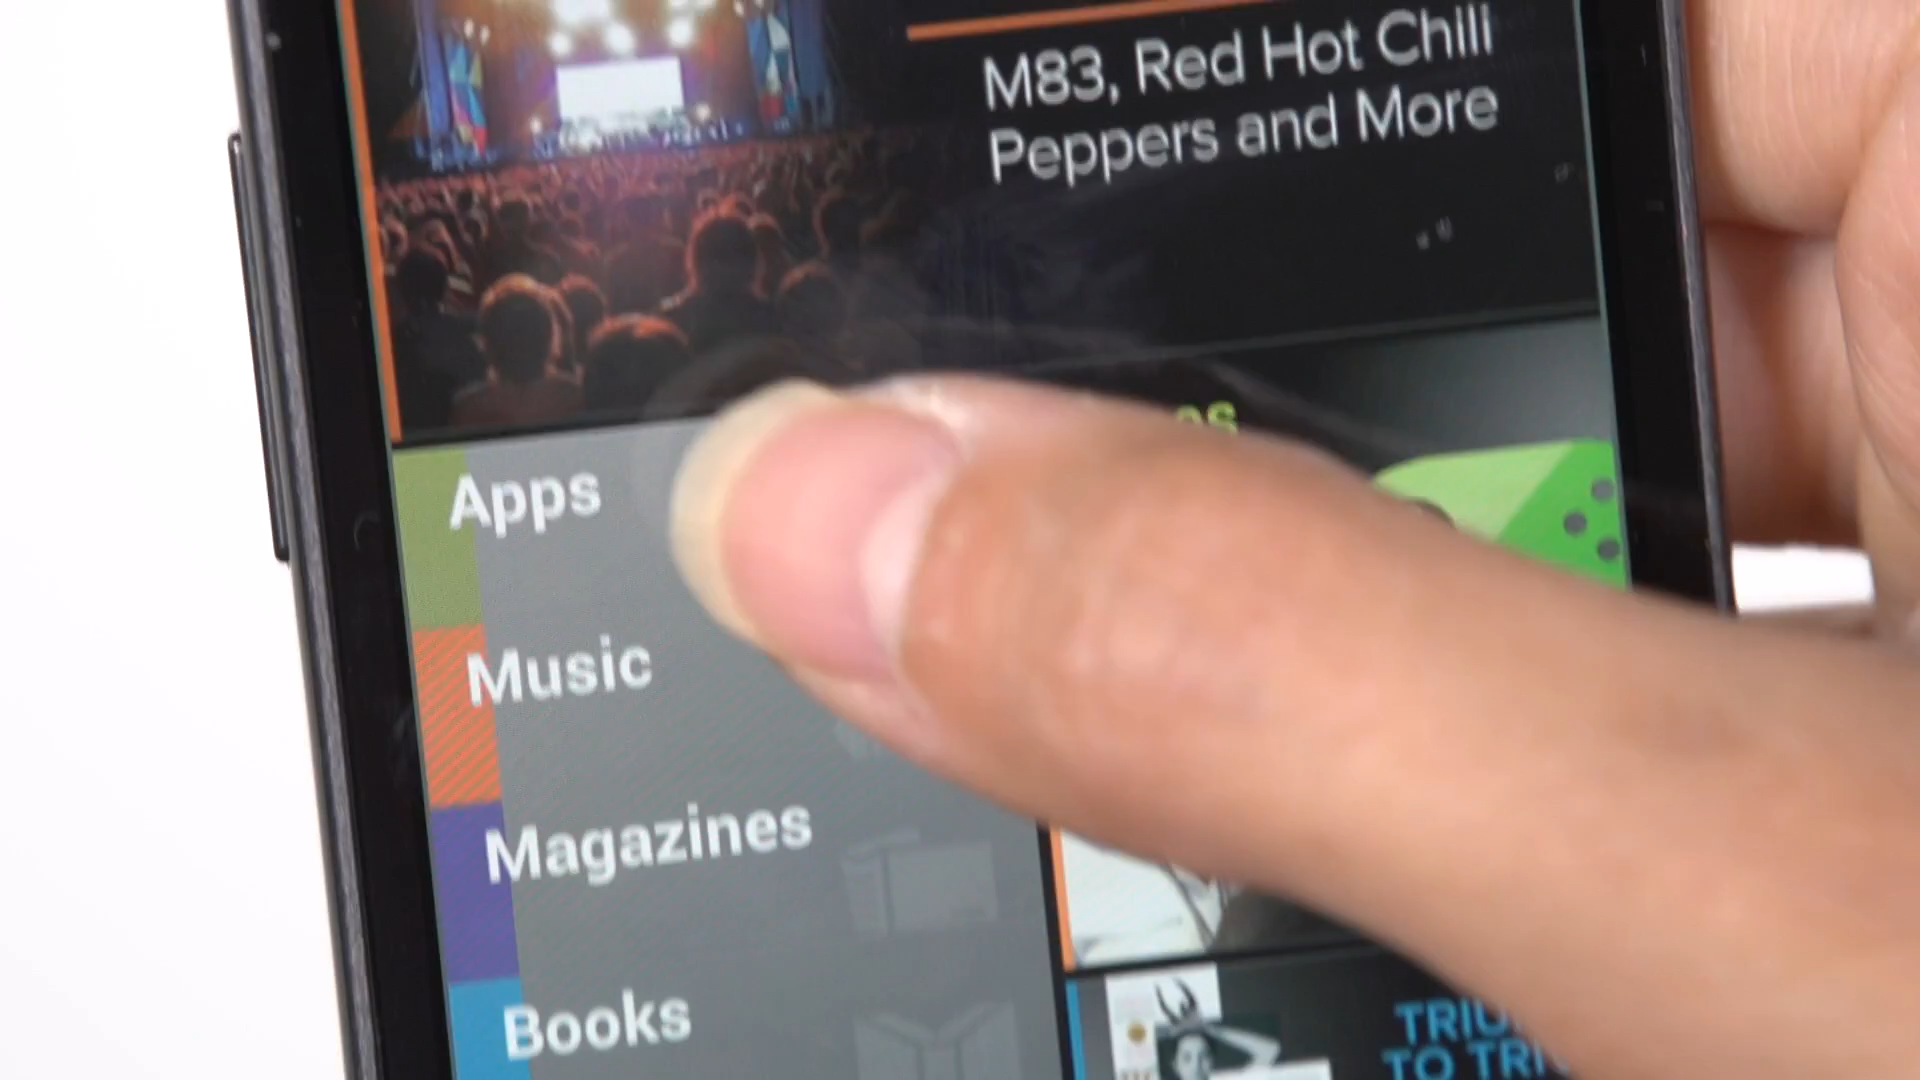 M83, Red Hot Chili
Peppers and More
Apps
Music
Magazines
Books